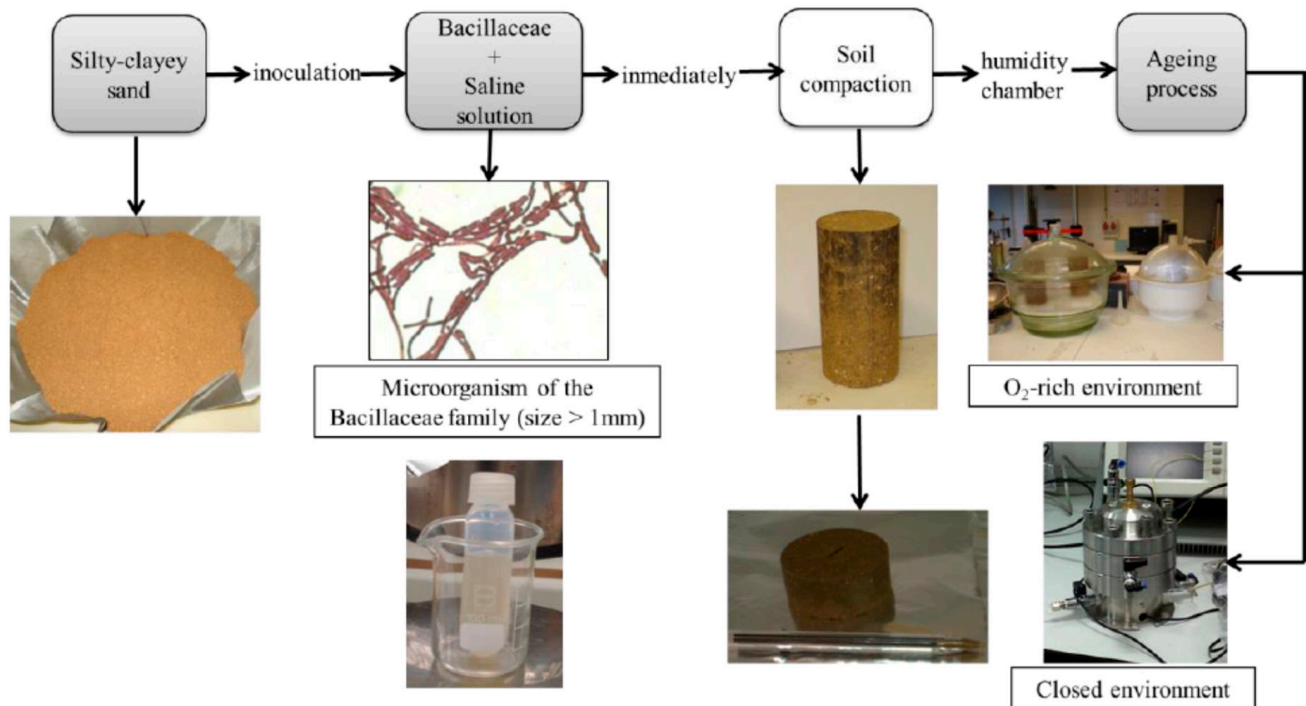 Silty-clayey
sand
inoculation
Bacillaceae
+
Saline
solution
inmediately
Soil
compaction
humidity
chamber
Ageing
process
Microorganism of the
Bacillaceae family (size > 1mm)
O₂-rich environment
Closed environment